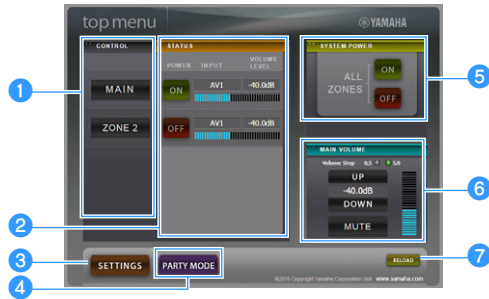 top menu
YAMAHA
CONTROL
MAIN
ZONE 2
STATUS
POWER INPUT VOLUME LEVEL
ON AV1 -40.0dB
OFF AV1 -40.0dB
SYSTEM POWER
ALL ZONES
ON
OFF
MAIN VOLUME
Volume Step 0.5 5.0
UP
-40.0dB
DOWN
MUTE
SETTINGS
PARTY MODE
RELOAD
©2010 Copyright Yamaha Corporation Visit www.yamaha.com
1
2
3
4
5
6
7